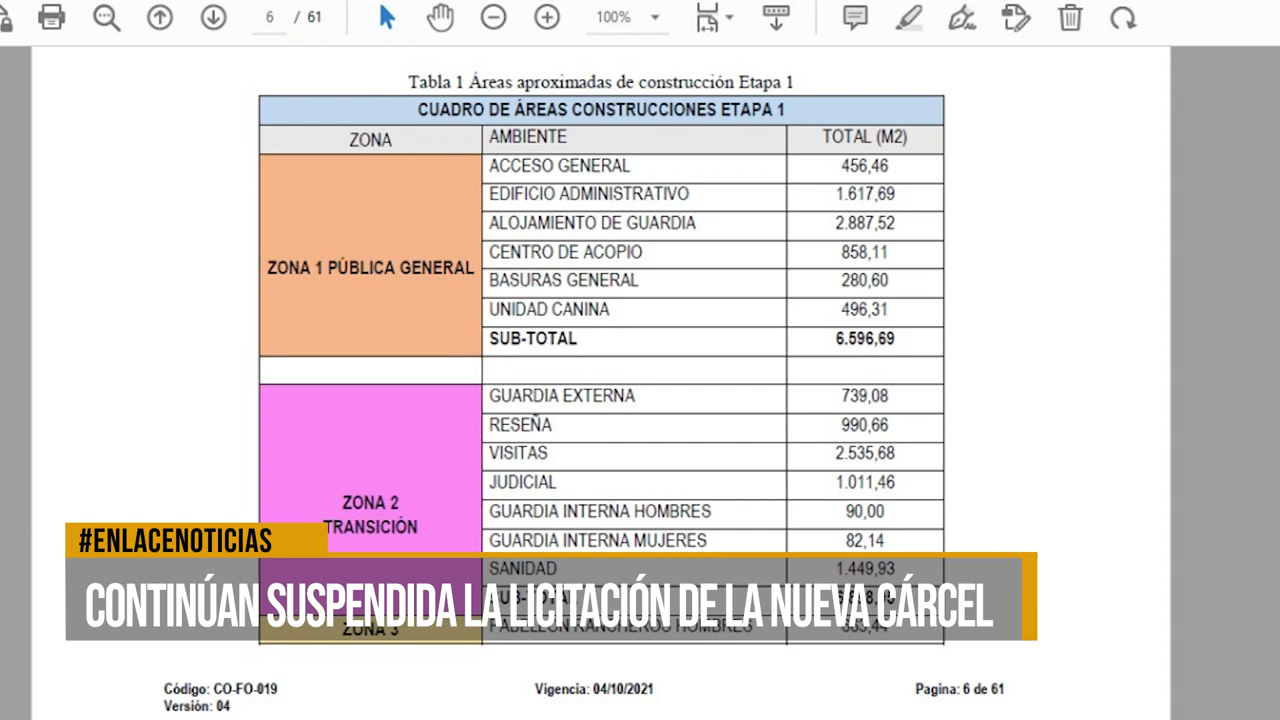 6 / 61 100%
Tabla 1 Áreas aproximadas de construcción Etapa 1
CUADRO DE ÁREAS CONSTRUCCIONES ETAPA 1
ZONA AMBIENTE TOTAL (M2)
ACCESO GENERAL 456,46
EDIFICIO ADMINISTRATIVO 1.617,69
ALOJAMIENTO DE GUARDIA 2.887,52
CENTRO DE ACOPIO 858,11
ZONA 1 PÚBLICA GENERAL
BASURAS GENERAL 280,60
UNIDAD CANINA 496,31
SUB-TOTAL 6.596,69
GUARDIA EXTERNA 739,08
RESEÑA 990,66
VISITAS 2.535,68
JUDICIAL 1.011,46
ZONA 2
TRANSICIÓN
GUARDIA INTERNA HOMBRES 90,00
GUARDIA INTERNA MUJERES 82,14
SANIDAD 1.449,93
ZONA 3 PABELLON RANCHEROS HOMBRES
#ENLACENOTICIAS
CONTINÚAN SUSPENDIDA LA LICITACIÓN DE LA NUEVA CÁRCEL
Código: CO-FO-019 Vigencia: 04/10/2021 Pagina: 6 de 61
Versión: 04